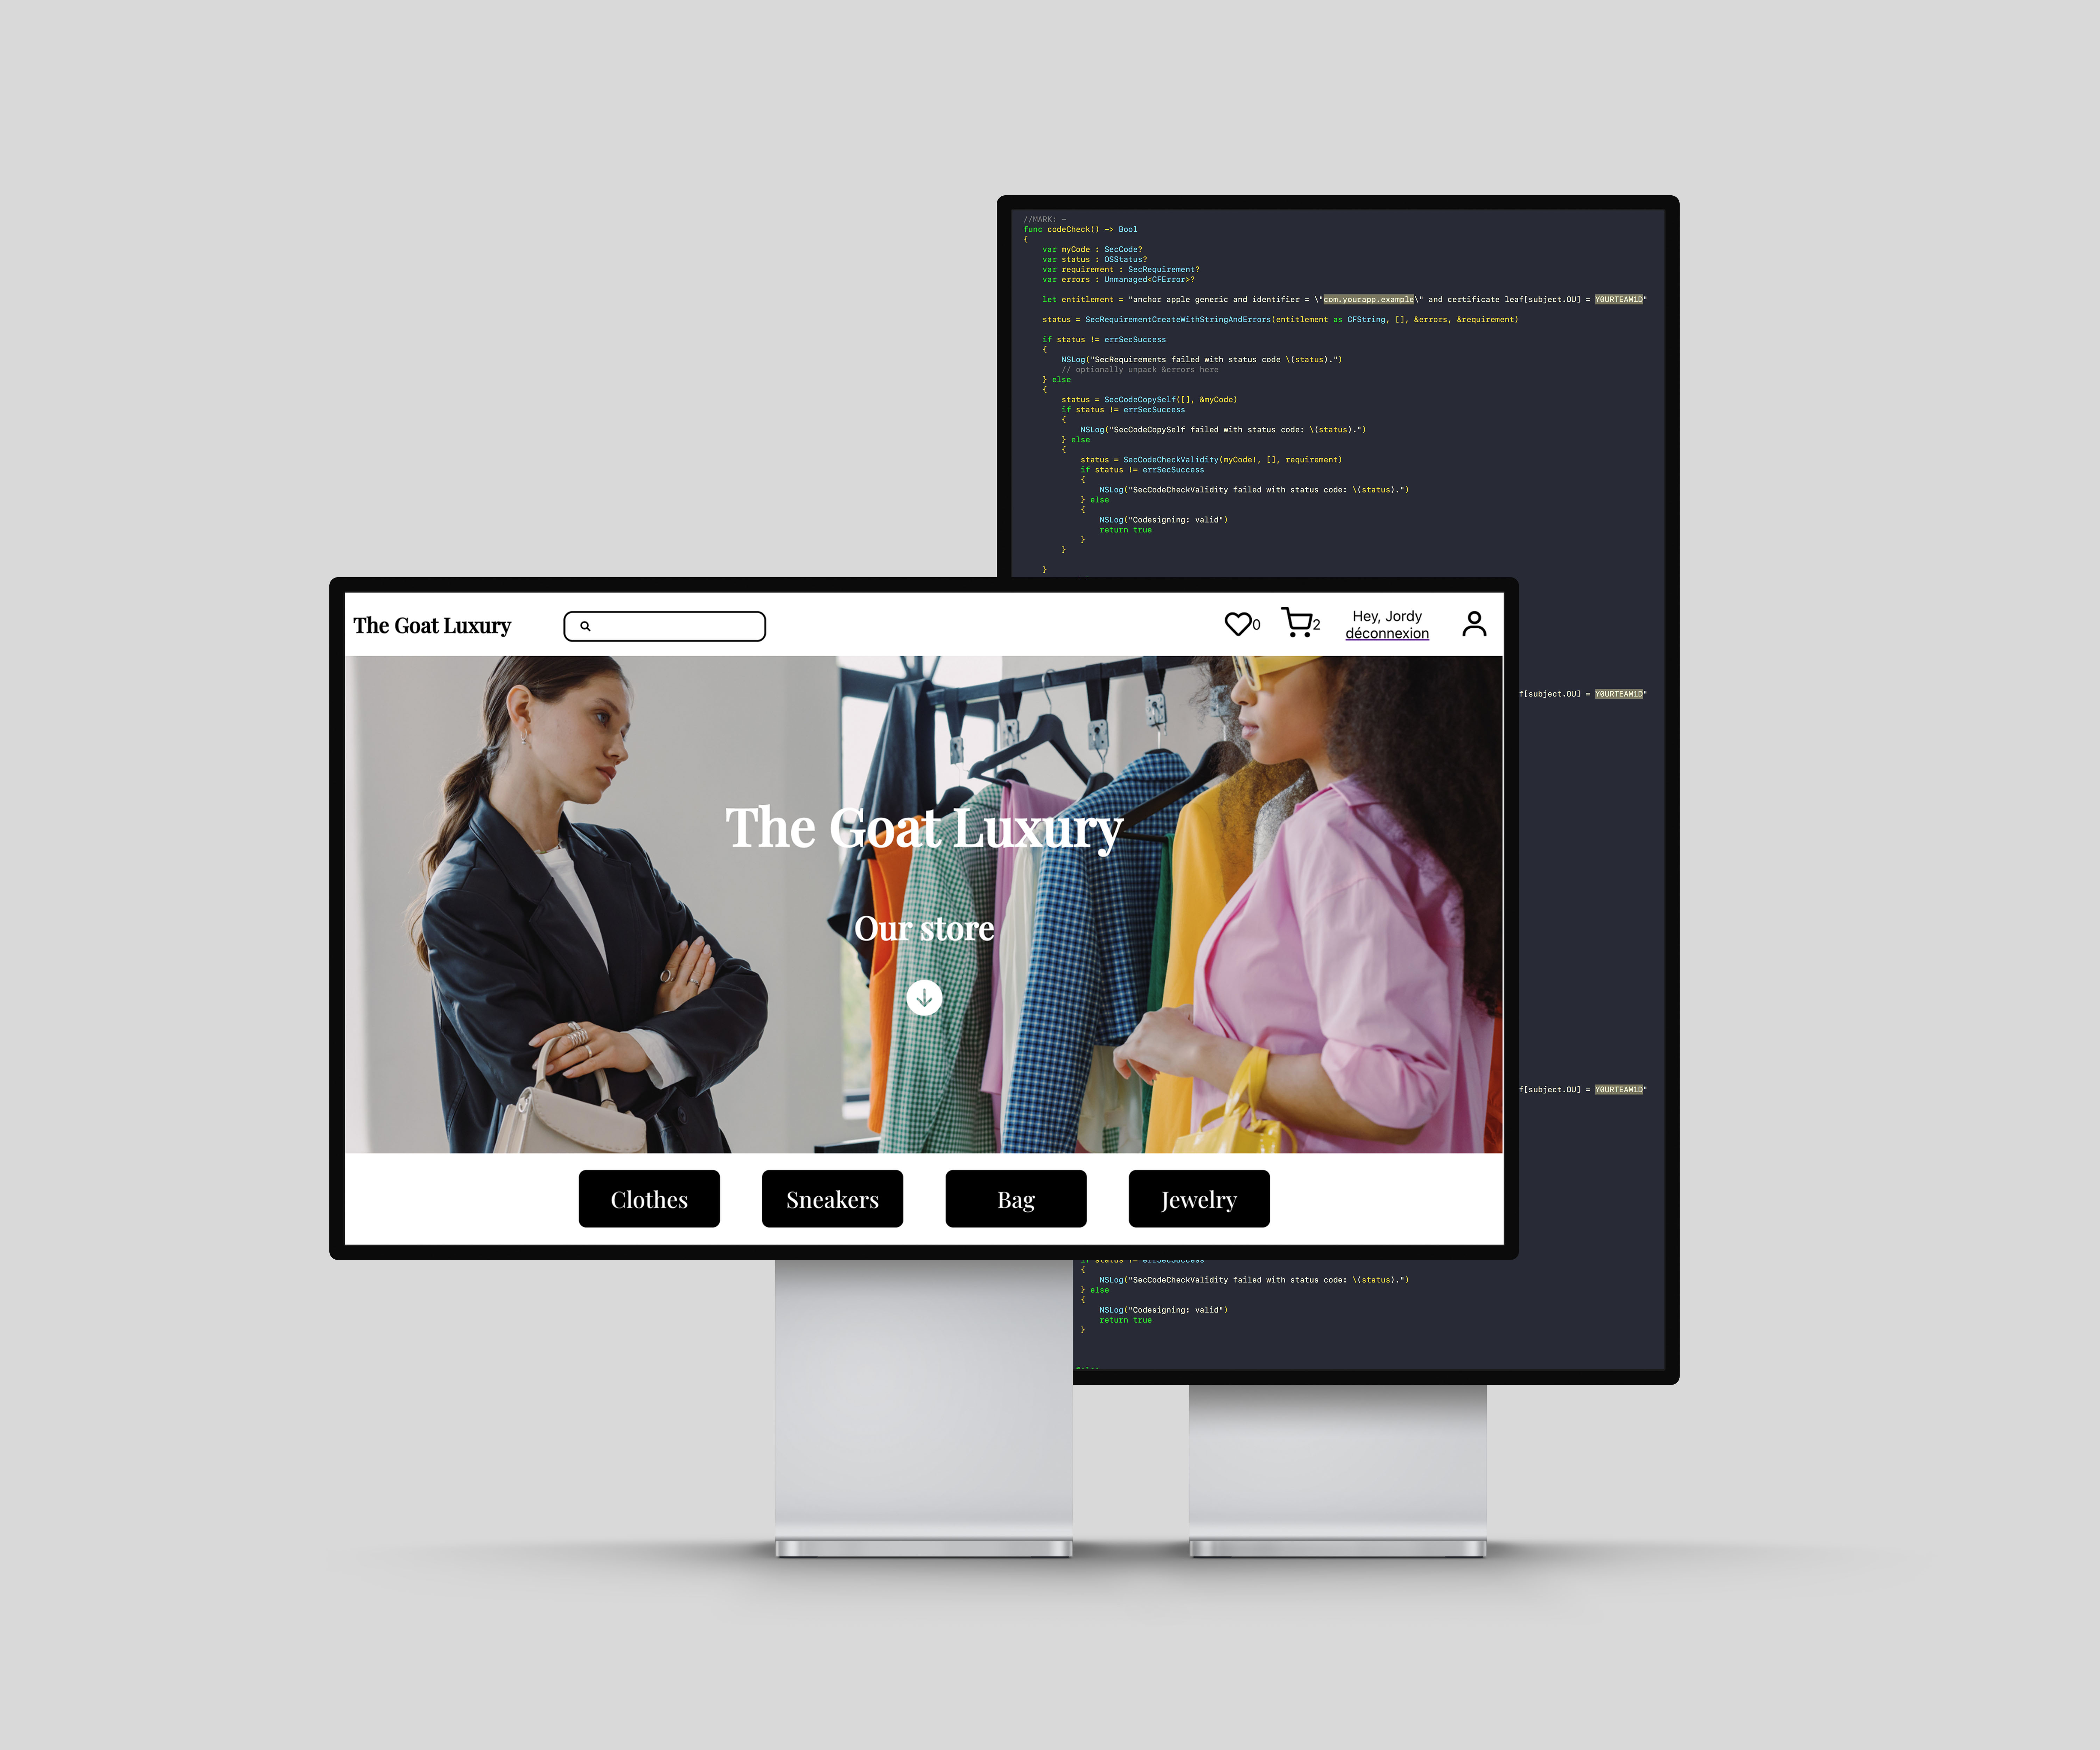 //MARK: -
func codeCheck() -> Bool
{
var myCode : SecCode?
var status : OSStatus?
var requirement : SecRequirement?
var errors : Unmanaged<CFError>?
let entitlement = "anchor apple generic and identifier = \"com.yourapp.example\" and certificate leaf[subject.OU] = Y0URTEAM1D"
status = SecRequirementCreateWithStringAndErrors(entitlement as CFString, [], &errors, &requirement)
if status != errSecSuccess
{
NSLog("SecRequirements failed with status code \(status).")
// optionally unpack &errors here
} else
{
status = SecCodeCopySelf([], &myCode)
if status != errSecSuccess
{
NSLog("SecCodeCopySelf failed with status code: \(status).")
} else
{
status = SecCodeCheckValidity(myCode!, [], requirement)
if status != errSecSuccess
{
NSLog("SecCodeCheckValidity failed with status code: \(status).")
} else
{
NSLog("Codesigning: valid")
return true
}
}
}
The Goat Luxury
0
2
Hey, Jordy
déconnexion
f[subject.OU] = Y0URTEAM1D"
The Goat Luxury
Our store
f[subject.OU] = Y0URTEAM1D"
Clothes
Sneakers
Bag
Jewelry
if status != errSecSuccess
{
NSLog("SecCodeCheckValidity failed with status code: \(status).")
} else
{
NSLog("Codesigning: valid")
return true
}